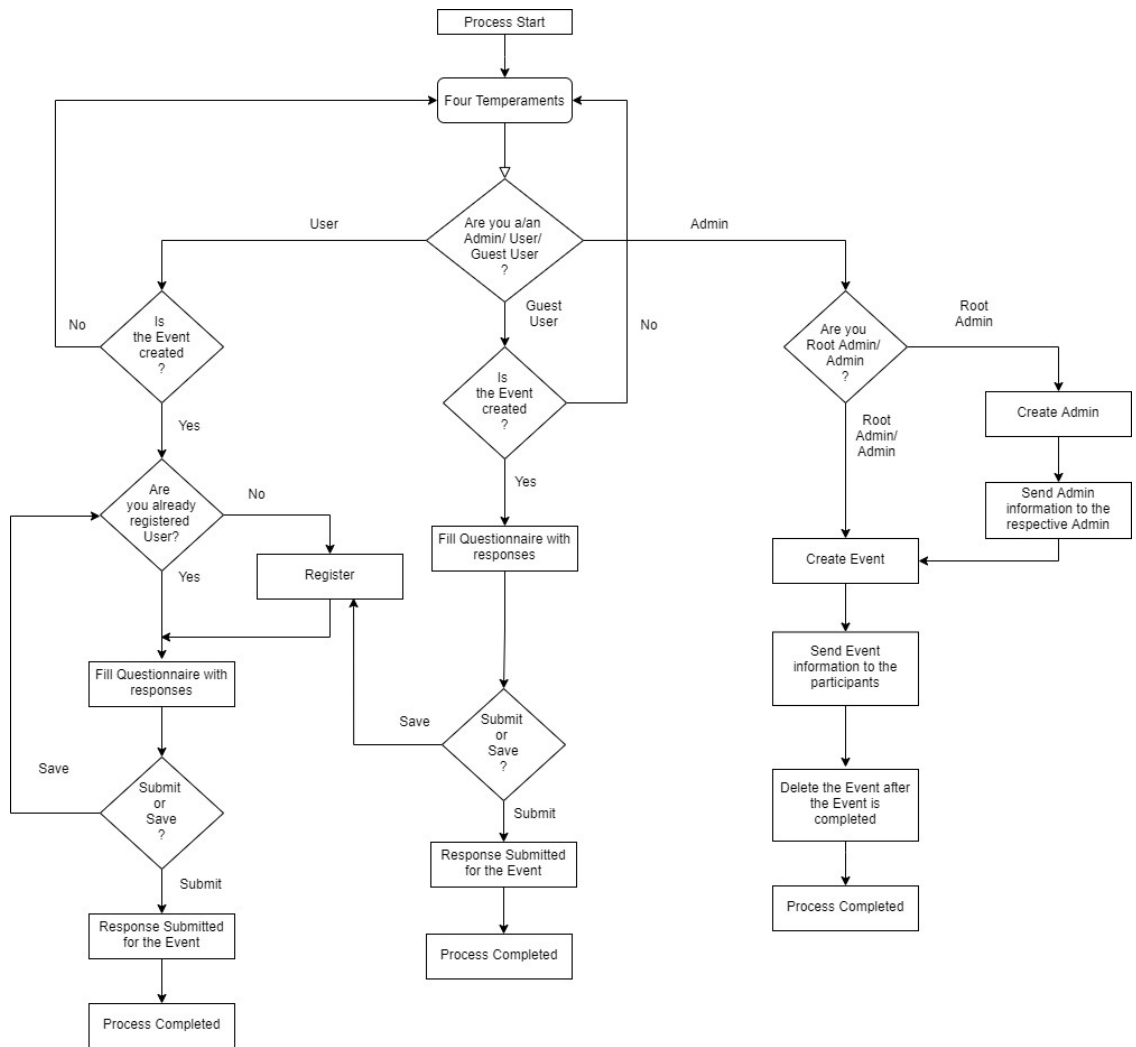 Process Start
Four Temperaments
Are you a/an
Admin/ User/
Guest User
?
User
Admin
Guest
User
No
Is
the Event
created
?
No
Is
the Event
created
?
Are you
Root Admin/
Admin
?
Root
Admin
Create Admin
Yes
Root
Admin/
Admin
Yes
Are
you already
registered
User?
No
Send Admin
information to the
respective Admin
Fill Questionnaire with
responses
Create Event
Yes
Register
Fill Questionnaire with
responses
Send Event
information to the
participants
Save
Submit
or
Save
?
Save
Submit
or
Save
?
Delete the Event after
the Event is
completed
Submit
Response Submitted
for the Event
Submit
Process Completed
Response Submitted
for the Event
Process Completed
Process Completed